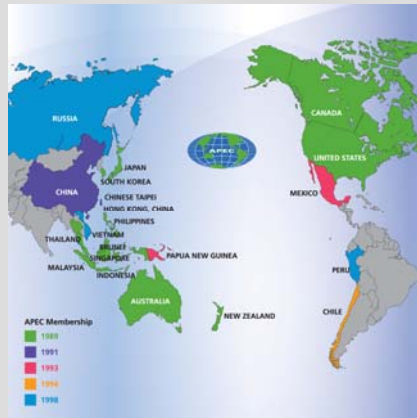 RUSSIA
CANADA
APEC
UNITED STATES
JAPAN
SOUTH KOREA
CHINA
CHINESE TAIPEI
HONG KONG, CHINA
MEXICO
PHILIPPINES
THAILAND
VIETNAM
BRUNEI
SINGAPORE
PAPUA NEW GUINEA
MALAYSIA
INDONESIA
PERU
AUSTRALIA
NEW ZEALAND
CHILE
APEC Membership
1989
1991
1993
1994
1998